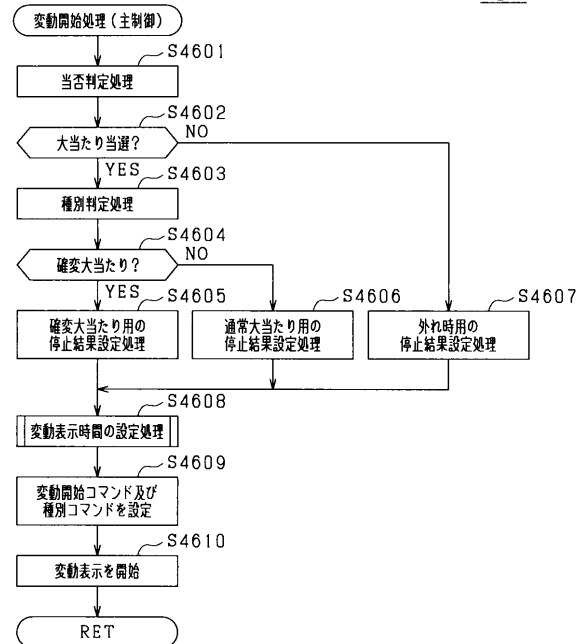 変動開始処理(主制御)
S4601
当否判定処理
S4602
大当たり当選?
NO
YES
S4603
種別判定処理
S4604
確変大当たり?
NO
YES
S4605
確変大当たり用の
停止結果設定処理
S4606
通常大当たり用の
停止結果設定処理
S4607
外れ時用の
停止結果設定処理
S4608
変動表示時間の設定処理
S4609
変動開始コマンド及び
種別コマンドを設定
S4610
変動表示を開始
RET